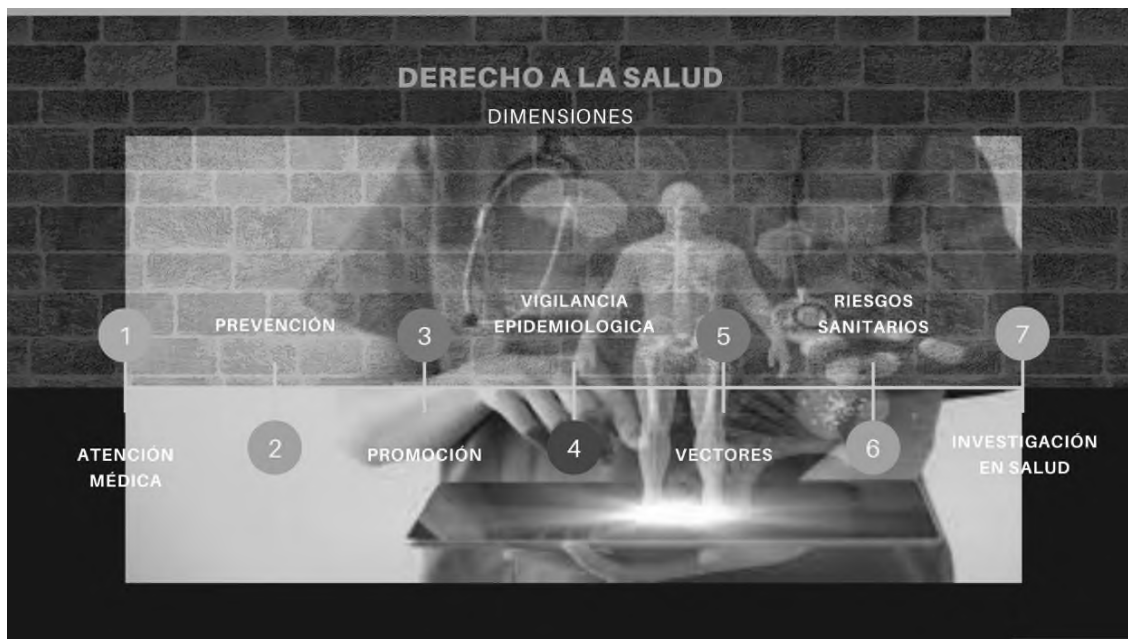 DERECHO A LA SALUD
DIMENSIONES
1
ATENCIÓN
MÉDICA
PREVENCIÓN
2
3
PROMOCIÓN
VIGILANCIA
EPIDEMIOLOGICA
4
5
VECTORES
RIESGOS
SANITARIOS
6
7
INVESTIGACIÓN
EN SALUD